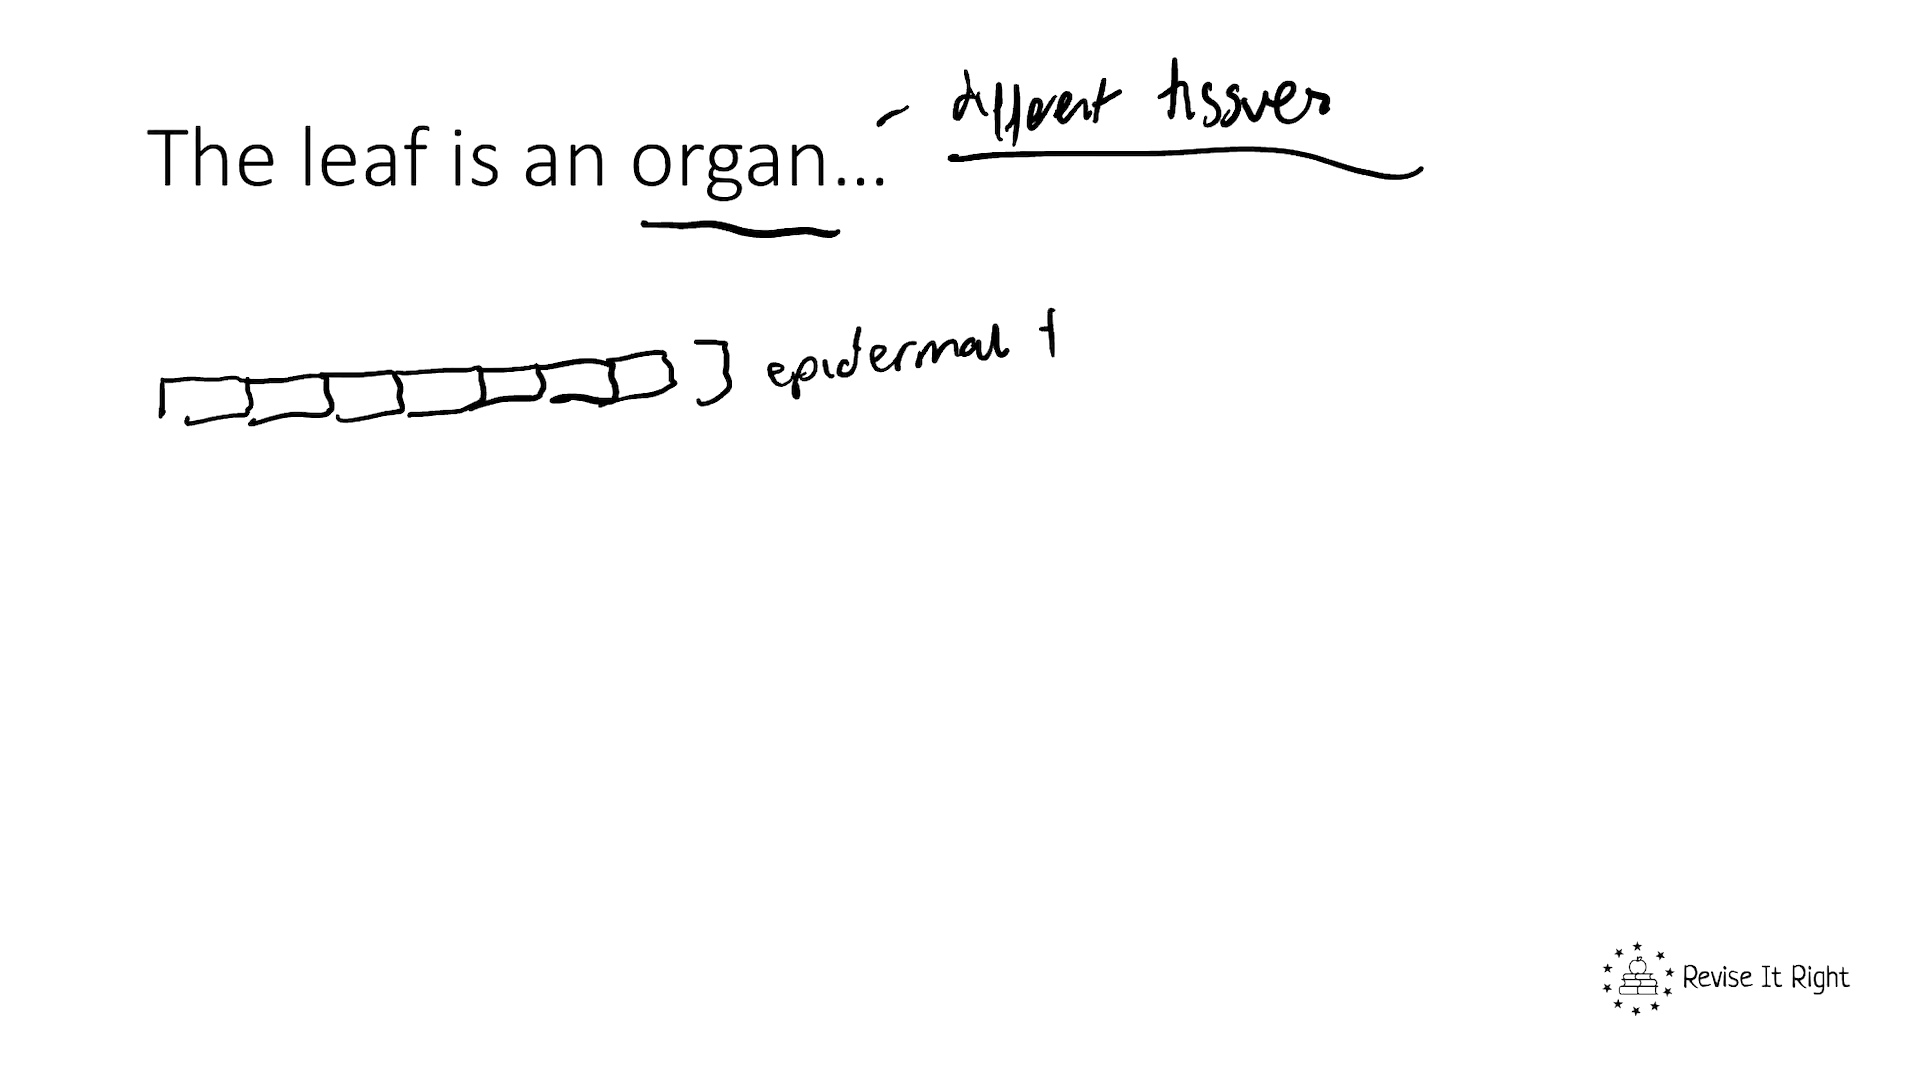 different tissues
The leaf is an organ... -
epidermal t
Revise It Right